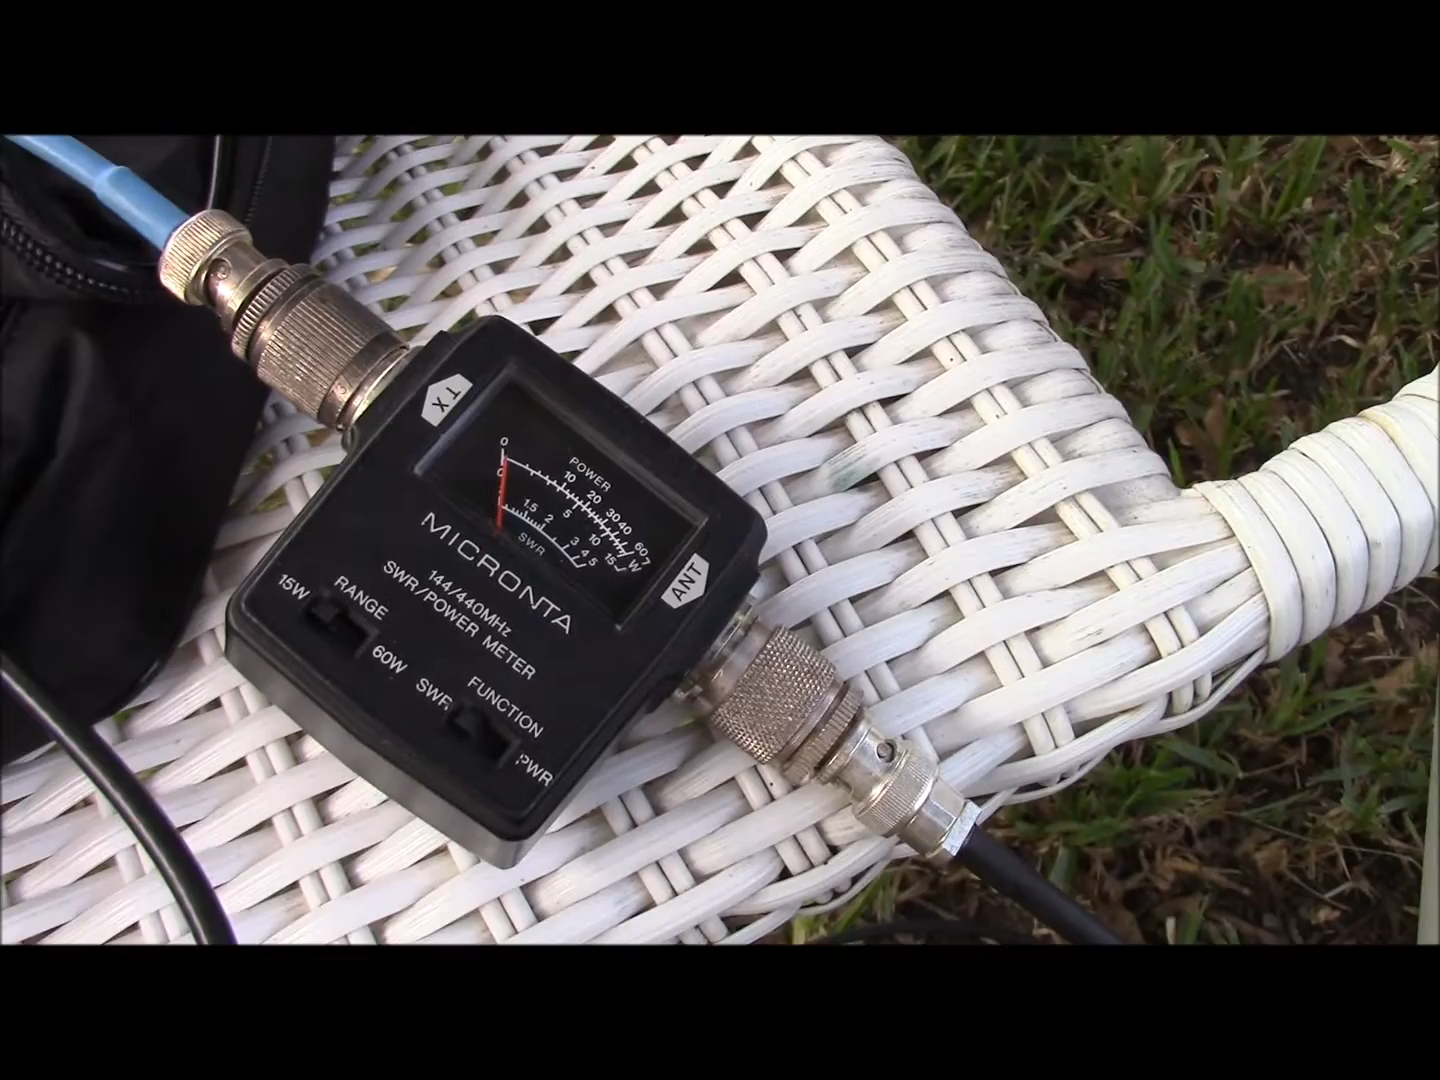 TX
POWER
0 10 20 30 40 60
0 5 10 15 W
1 1.5 2 3 4 5
SWR
ANT
MICRONTA
144/440MHz
SWR/POWER METER
RANGE
15W 60W
FUNCTION
SWR PWR